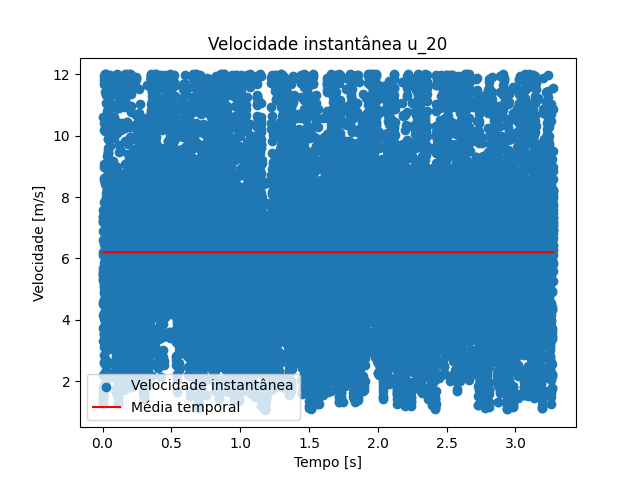 Velocidade instantânea u_20
Velocidade [m/s]
12
10
8
6
4
2
Velocidade instantânea
Média temporal
0.0 0.5 1.0 1.5 2.0 2.5 3.0
Tempo [s]